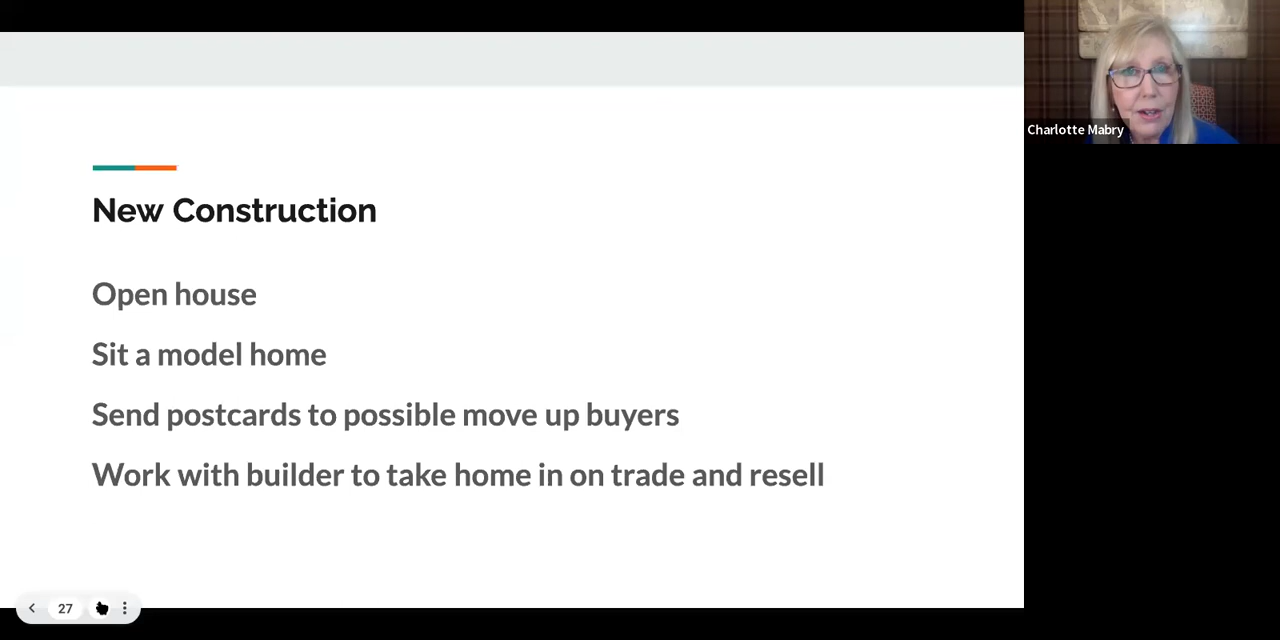 New Construction
Open house
Sit a model home
Send postcards to possible move up buyers
Work with builder to take home in on trade and resell
Charlotte Mabry
27